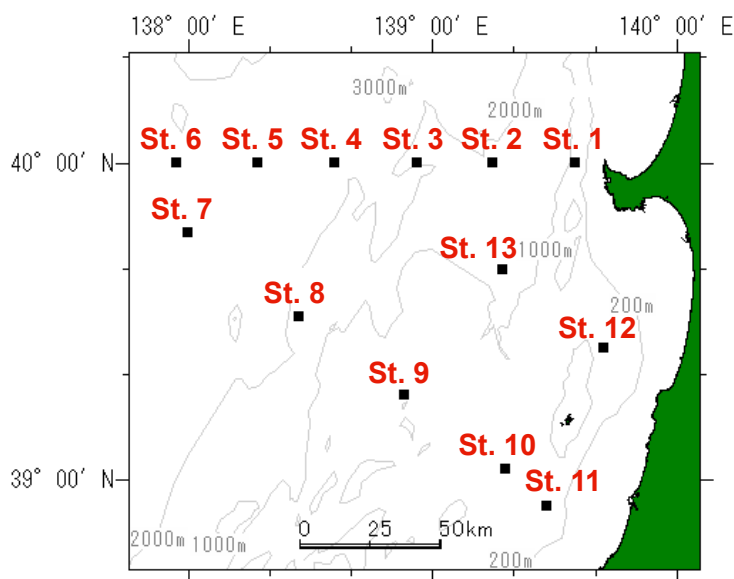 138° 00′ E 139° 00′ E 140° 00′ E
3000m
2000m
St. 6 St. 5 St. 4 St. 3 St. 2 St. 1
40° 00′ N
St. 7
St. 13 1000m
St. 8
200m
St. 12
St. 9
St. 10
39° 00′ N
St. 11
0 25 50km
2000m 1000m
200m